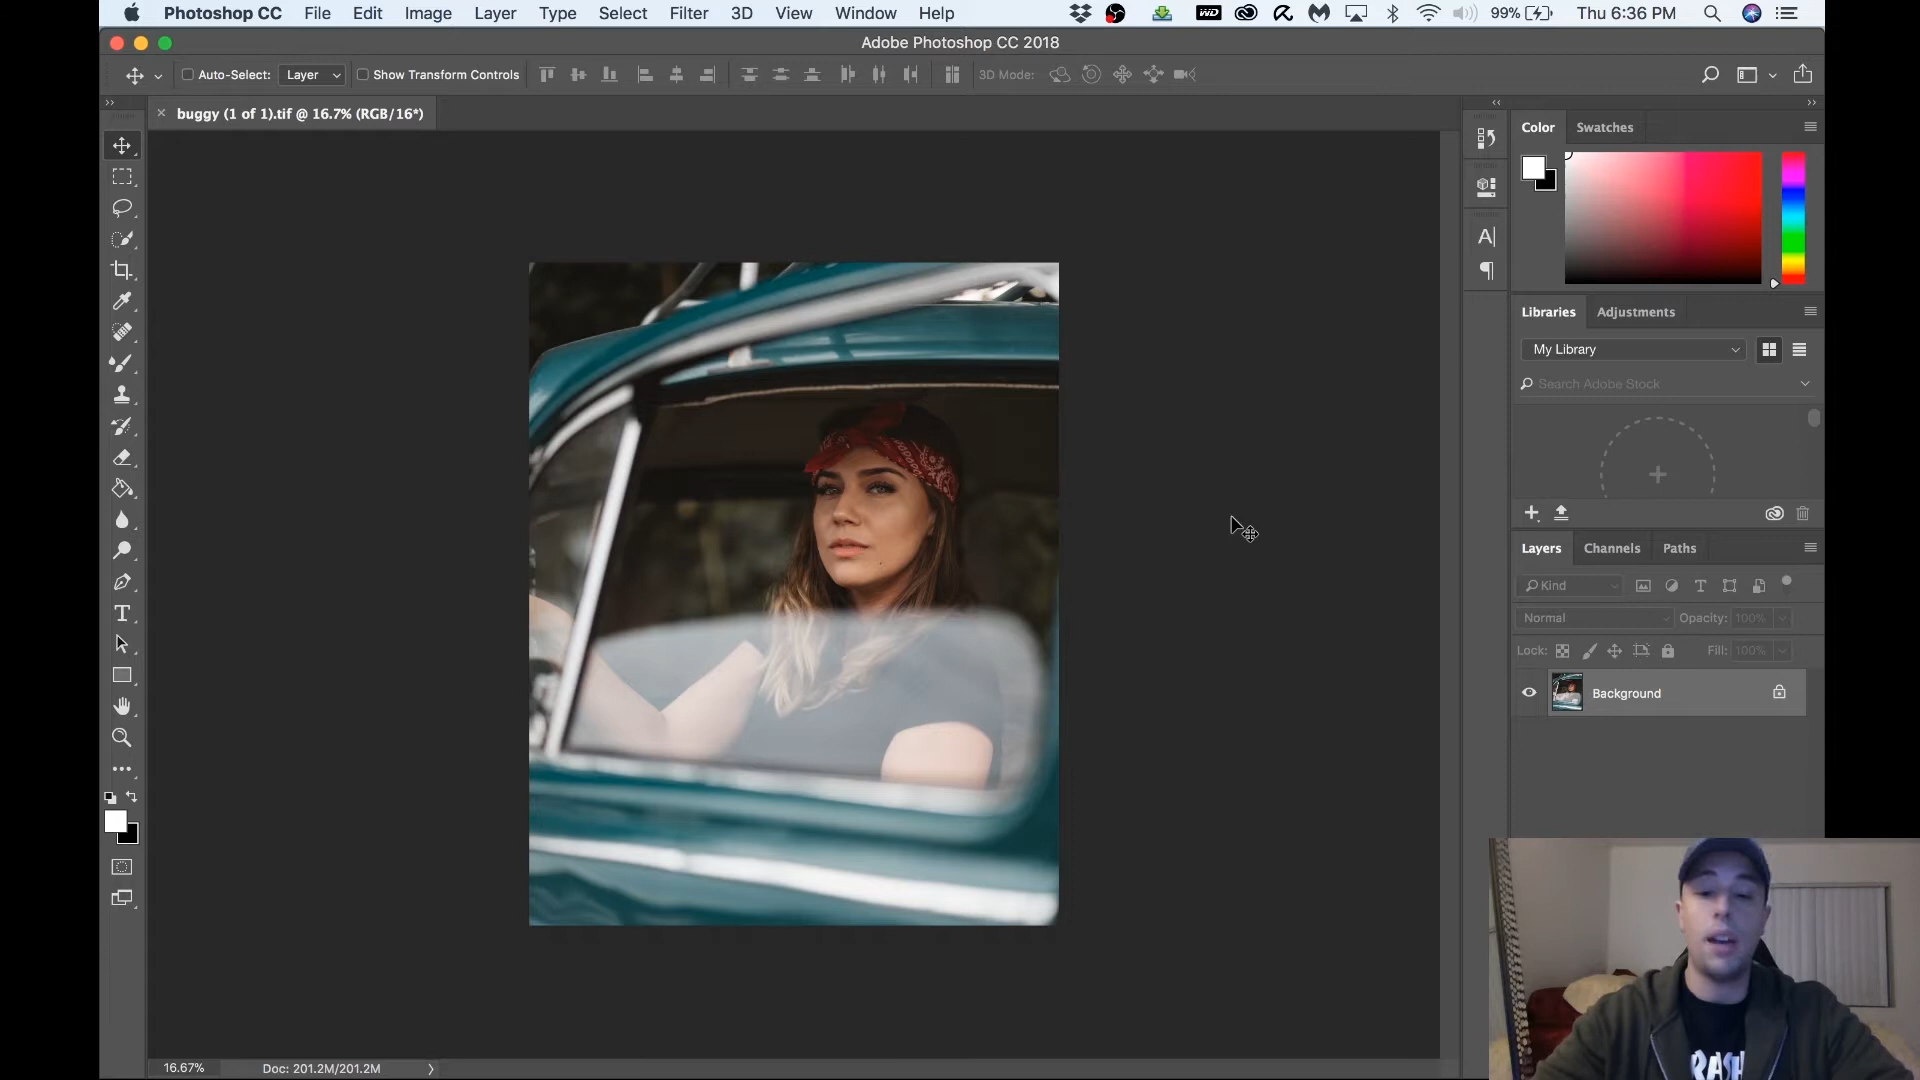 Photoshop CC File Edit Image Layer Type Select Filter 3D View Window Help WD 99% Thu 6:36 PM
Adobe Photoshop CC 2018
Auto-Select: Layer Show Transform Controls 3D Mode:
buggy (1 of 1).tif @ 16.7% (RGB/16*)
Color Swatches
Libraries Adjustments
My Library
Search Adobe Stock
Layers Channels Paths
Kind
Normal Opacity: 100%
Lock: Fill: 100%
Background
16.67% Doc: 201.2M/201.2M